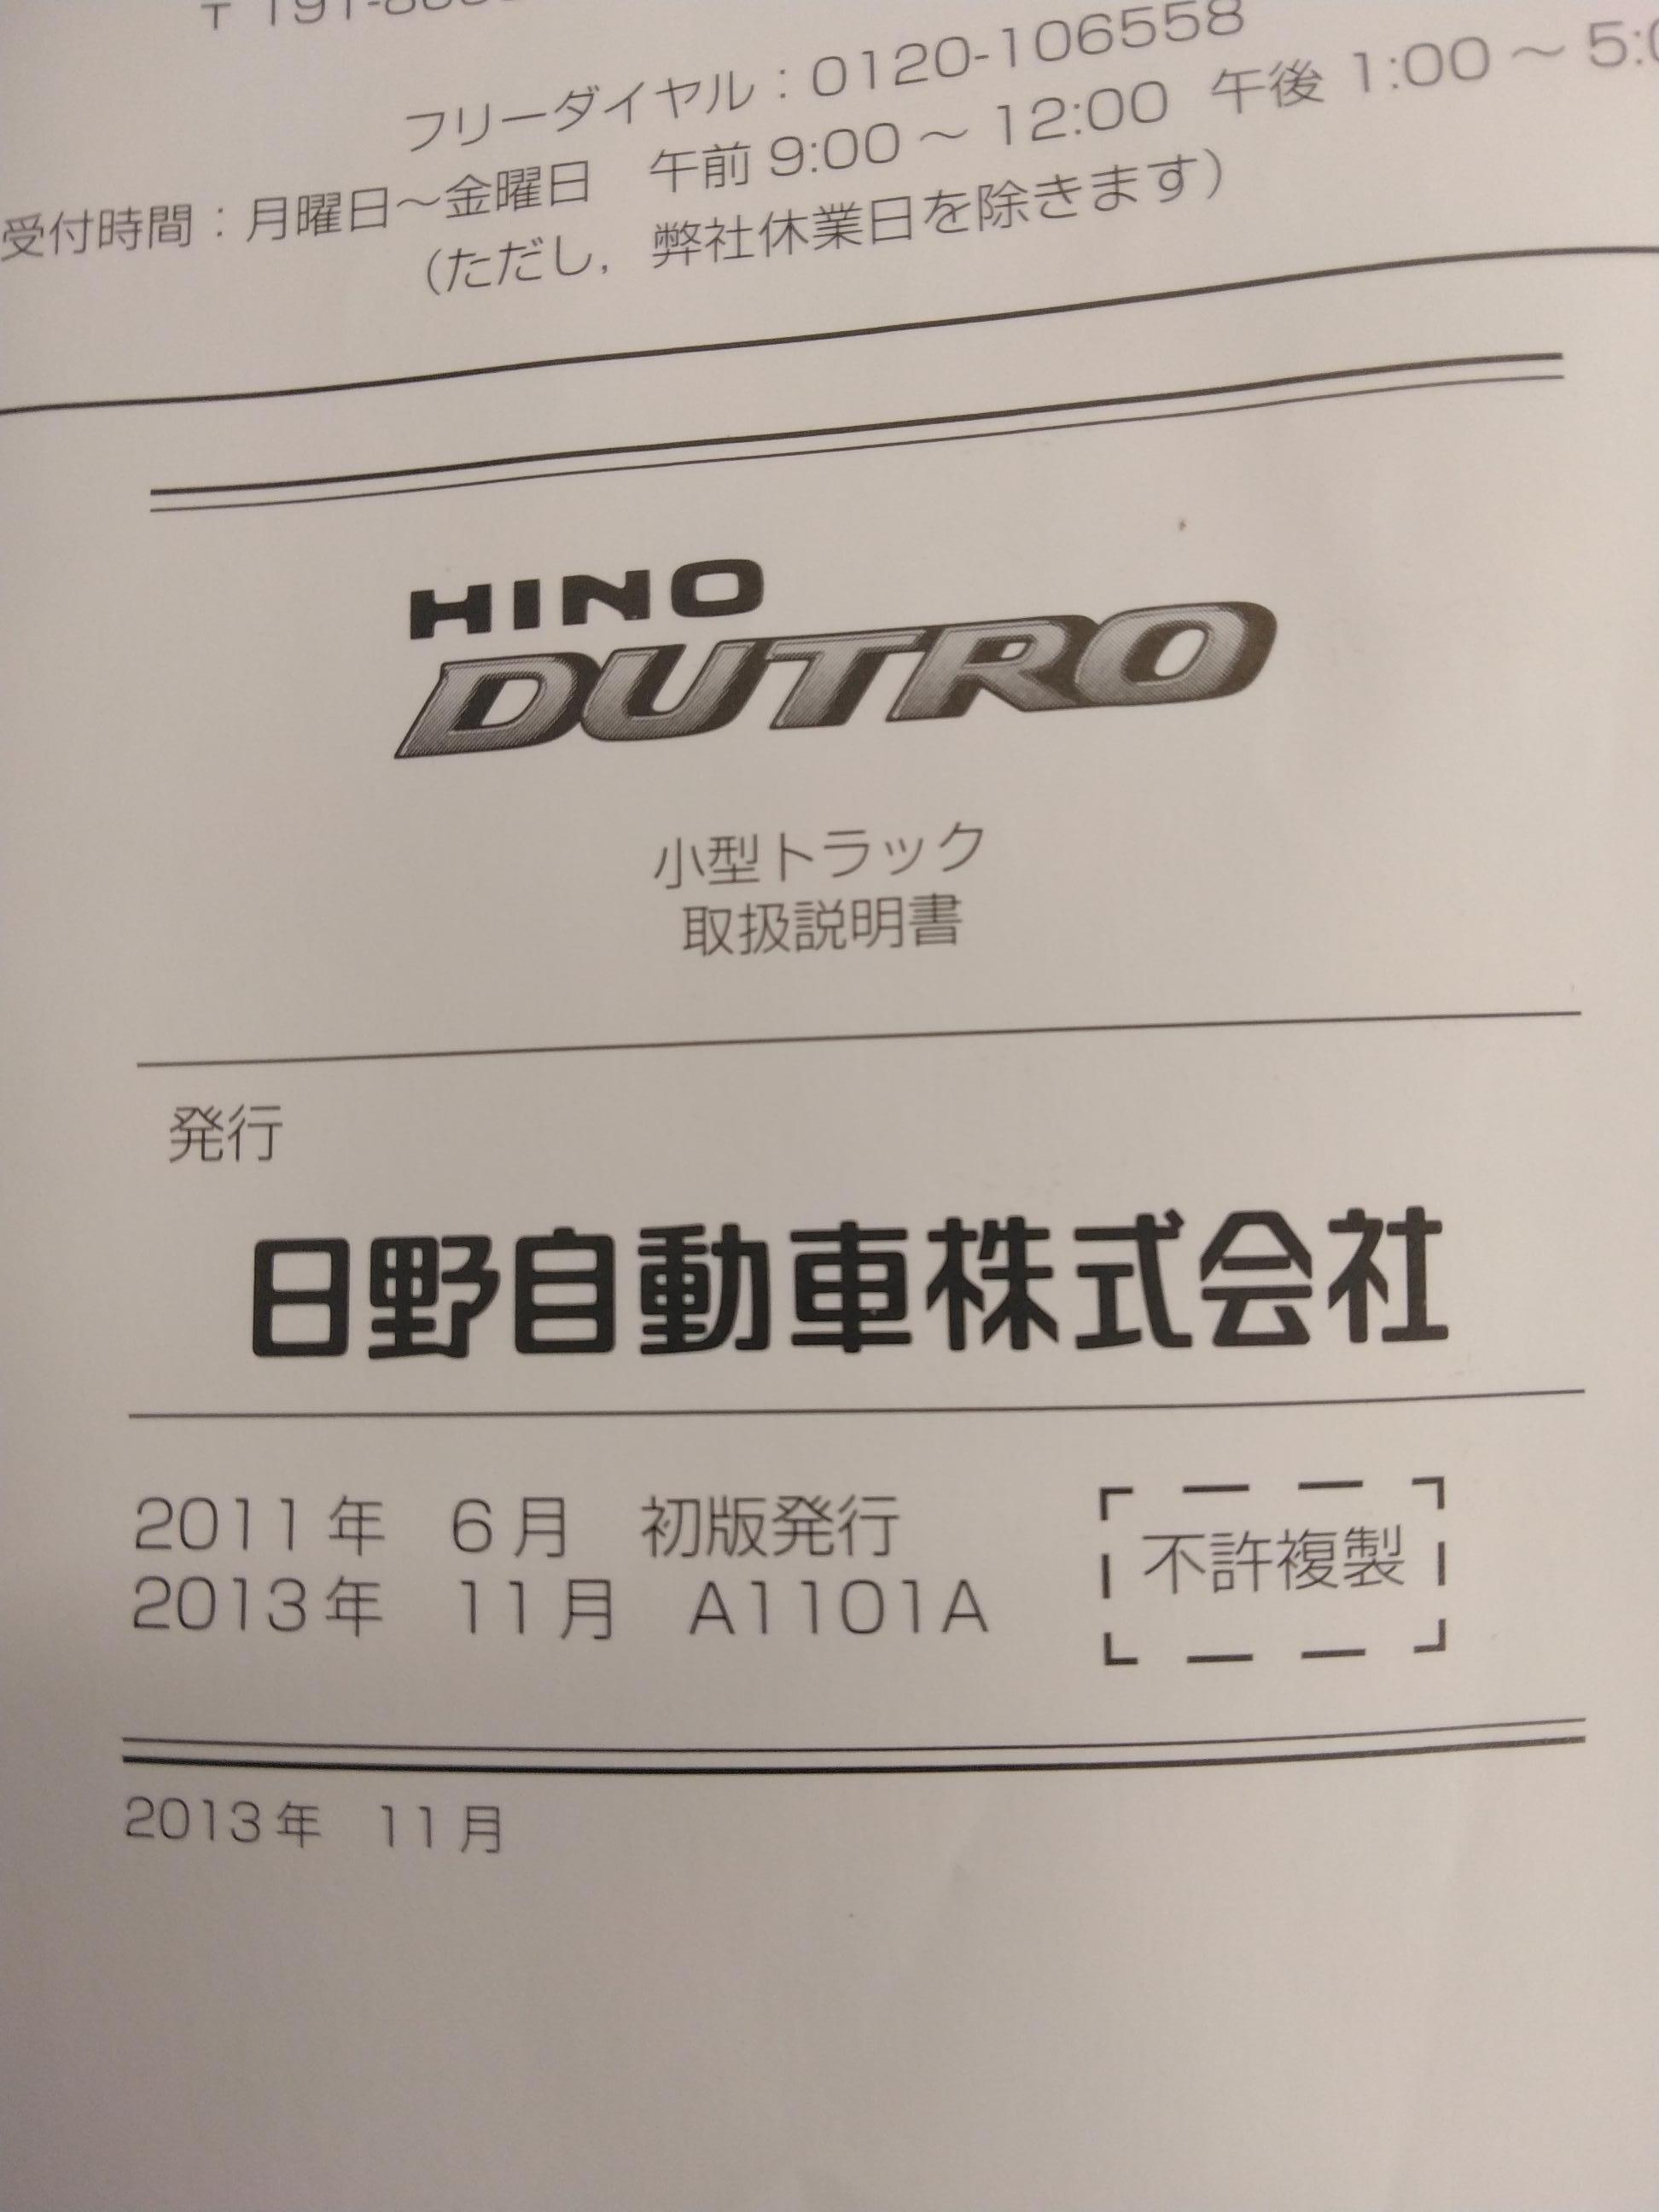 フリーダイヤル：0120-106558
受付時間：月曜日～金曜日　午前 9:00 ～ 12:00　午後 1:00 ～ 5:0
（ただし，弊社休業日を除きます）
HINO
DUTRO
小型トラック
取扱説明書
発行
日野自動車株式会社
2011年　6月　初版発行
2013年　11月　A1101A
不許複製
2013年　11月